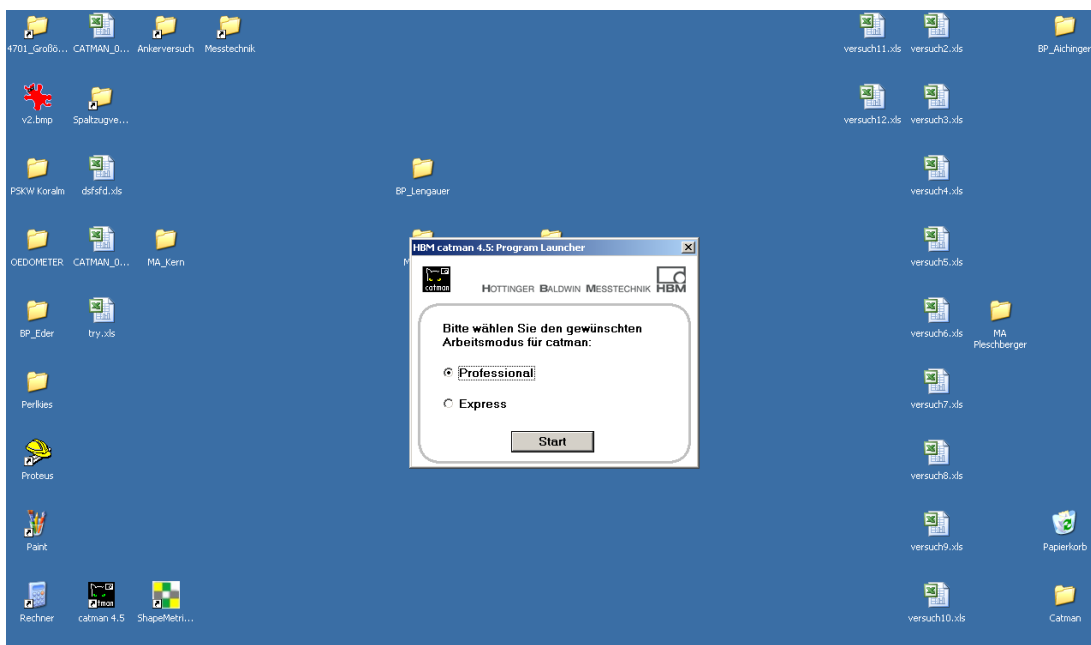 4701_Großö... CATMAN_0... Ankerversuch Messtechnik versuch11.xls versuch2.xls BP_Aichinger
v2.bmp Spaltzugve... versuch12.xls versuch3.xls
PSKW Koralm dsfsfd.xls BP_Lengauer versuch4.xls
HBM catman 4.5: Program Launcher
OEDOMETER CATMAN_0... MA_Kern M versuch5.xls
catman HOTTINGER BALDWIN MESSTECHNIK HBM
Bitte wählen Sie den gewünschten
Arbeitsmodus für catman:
BP_Eder try.xls versuch6.xls MA
Pleschberger
Professional
Express
Perlkies versuch7.xls
Start
Proteus versuch8.xls
Paint versuch9.xls Papierkorb
Rechner catman 4.5 ShapeMetri... versuch10.xls Catman